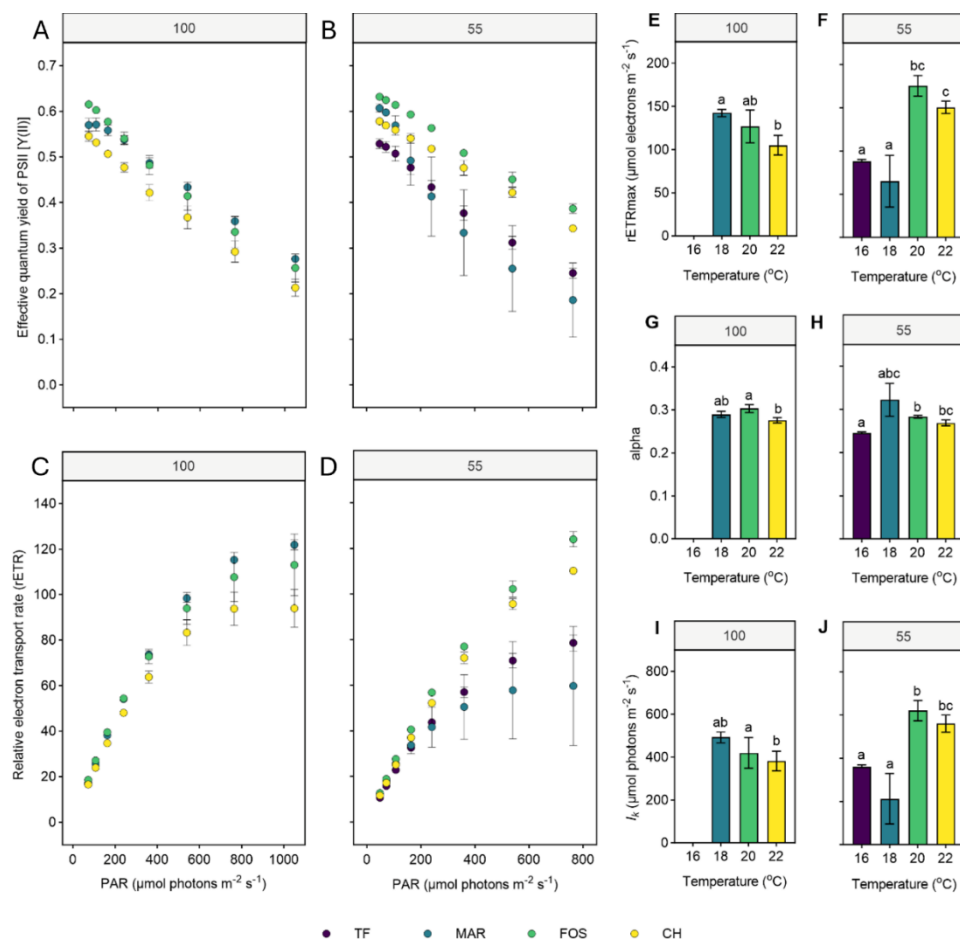 A
100
B
55
Effective quantum yield of PSII [Y(II)]
0.7
0.6
0.5
0.4
0.3
0.2
0.1
0.0
C
100
D
55
Relative electron transport rate (rETR)
140
120
100
80
60
40
20
0
0 200 400 600 800 1000
PAR (µmol photons m-2 s-1)
0 200 400 600 800
PAR (µmol photons m-2 s-1)
E
100
F
55
rETRmax (µmol electrons m-2 s-1)
200
150
100
50
0
a ab b
a a bc c
16 18 20 22
Temperature (oC)
16 18 20 22
Temperature (oC)
G
100
H
55
alpha
0.4
0.3
0.2
0.1
0.0
ab a b
a abc b bc
16 18 20 22
Temperature (oC)
16 18 20 22
Temperature (oC)
I
100
J
55
Ik (µmol photons m-2 s-1)
800
600
400
200
0
ab a b
a a b bc
16 18 20 22
Temperature (oC)
16 18 20 22
Temperature (oC)
TF MAR FOS CH